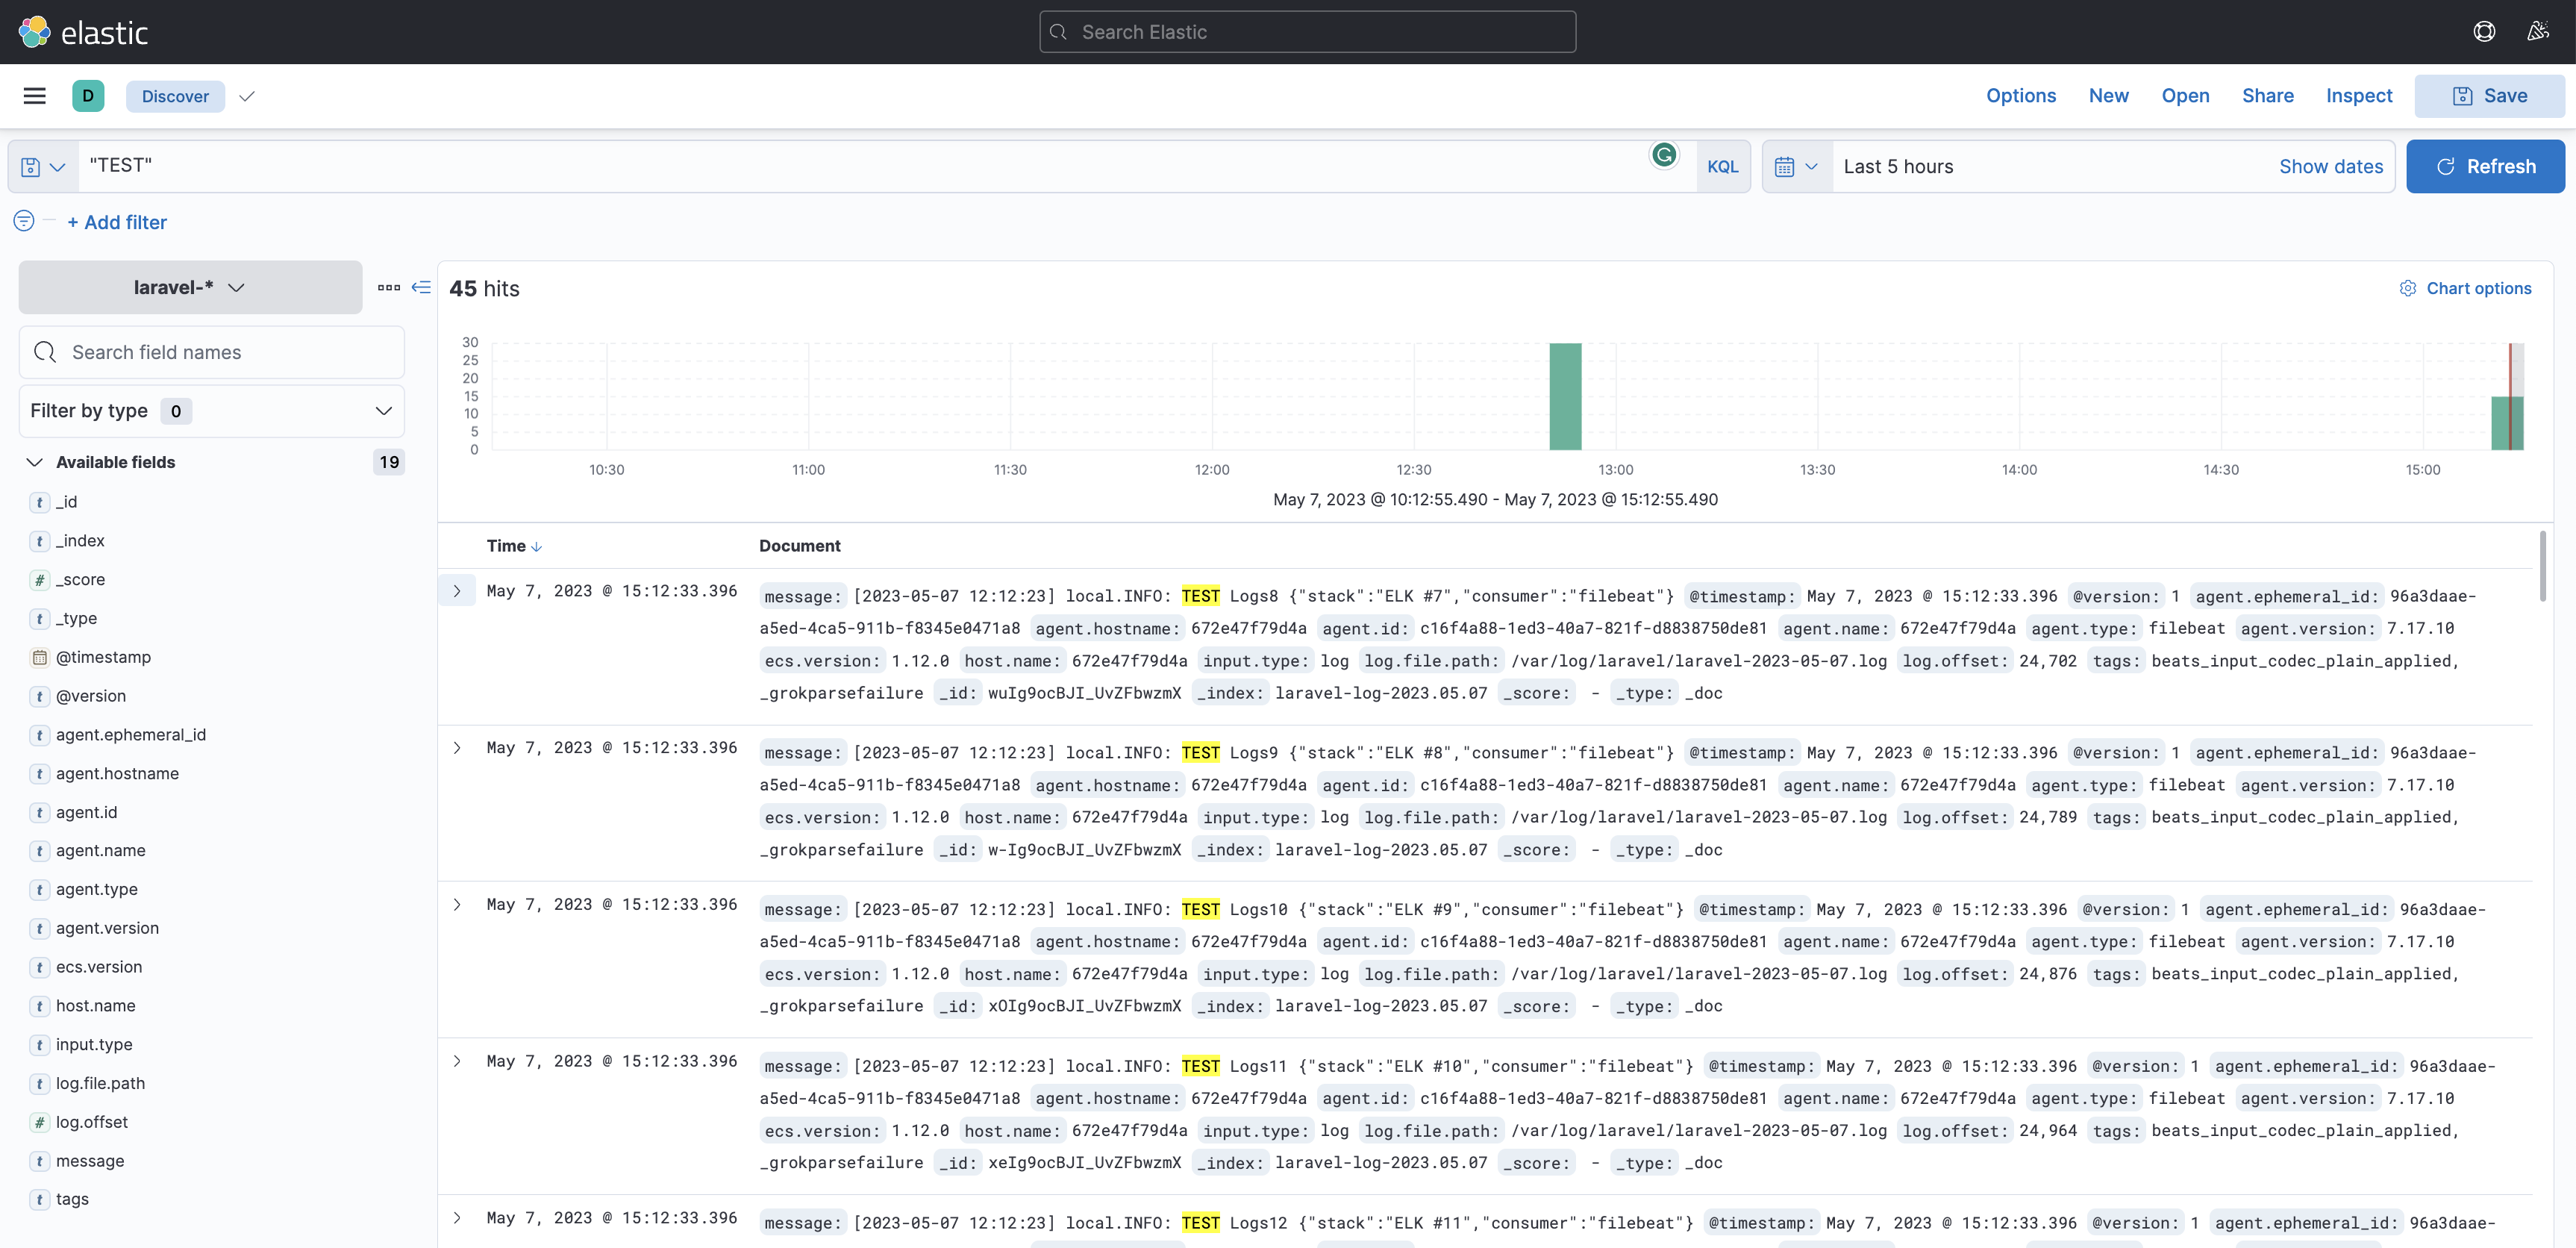 elastic
Search Elastic
D
Discover
Options
New
Open
Share
Inspect
Save
"TEST"
KQL
Last 5 hours
Show dates
Refresh
+ Add filter
laravel-*
Search field names
Filter by type 0
Available fields 19
t _id
t _index
# _score
t _type
@timestamp
t @version
t agent.ephemeral_id
t agent.hostname
t agent.id
t agent.name
t agent.type
t agent.version
t ecs.version
t host.name
t input.type
t log.file.path
# log.offset
t message
t tags
45 hits
Chart options
30
25
20
15
10
5
0
10:30 11:00 11:30 12:00 12:30 13:00 13:30 14:00 14:30 15:00
May 7, 2023 @ 10:12:55.490 - May 7, 2023 @ 15:12:55.490
Time Document
May 7, 2023 @ 15:12:33.396 message: [2023-05-07 12:12:23] local.INFO: TEST Logs8 {"stack":"ELK #7","consumer":"filebeat"} @timestamp: May 7, 2023 @ 15:12:33.396 @version: 1 agent.ephemeral_id: 96a3daae-
a5ed-4ca5-911b-f8345e0471a8 agent.hostname: 672e47f79d4a agent.id: c16f4a88-1ed3-40a7-821f-d8838750de81 agent.name: 672e47f79d4a agent.type: filebeat agent.version: 7.17.10
ecs.version: 1.12.0 host.name: 672e47f79d4a input.type: log log.file.path: /var/log/laravel/laravel-2023-05-07.log log.offset: 24,702 tags: beats_input_codec_plain_applied,
_grokparsefailure _id: wuIg9ocBJI_UvZFbwzmX _index: laravel-log-2023.05.07 _score: - _type: _doc
May 7, 2023 @ 15:12:33.396 message: [2023-05-07 12:12:23] local.INFO: TEST Logs9 {"stack":"ELK #8","consumer":"filebeat"} @timestamp: May 7, 2023 @ 15:12:33.396 @version: 1 agent.ephemeral_id: 96a3daae-
a5ed-4ca5-911b-f8345e0471a8 agent.hostname: 672e47f79d4a agent.id: c16f4a88-1ed3-40a7-821f-d8838750de81 agent.name: 672e47f79d4a agent.type: filebeat agent.version: 7.17.10
ecs.version: 1.12.0 host.name: 672e47f79d4a input.type: log log.file.path: /var/log/laravel/laravel-2023-05-07.log log.offset: 24,789 tags: beats_input_codec_plain_applied,
_grokparsefailure _id: w-Ig9ocBJI_UvZFbwzmX _index: laravel-log-2023.05.07 _score: - _type: _doc
May 7, 2023 @ 15:12:33.396 message: [2023-05-07 12:12:23] local.INFO: TEST Logs10 {"stack":"ELK #9","consumer":"filebeat"} @timestamp: May 7, 2023 @ 15:12:33.396 @version: 1 agent.ephemeral_id: 96a3daae-
a5ed-4ca5-911b-f8345e0471a8 agent.hostname: 672e47f79d4a agent.id: c16f4a88-1ed3-40a7-821f-d8838750de81 agent.name: 672e47f79d4a agent.type: filebeat agent.version: 7.17.10
ecs.version: 1.12.0 host.name: 672e47f79d4a input.type: log log.file.path: /var/log/laravel/laravel-2023-05-07.log log.offset: 24,876 tags: beats_input_codec_plain_applied,
_grokparsefailure _id: xOIg9ocBJI_UvZFbwzmX _index: laravel-log-2023.05.07 _score: - _type: _doc
May 7, 2023 @ 15:12:33.396 message: [2023-05-07 12:12:23] local.INFO: TEST Logs11 {"stack":"ELK #10","consumer":"filebeat"} @timestamp: May 7, 2023 @ 15:12:33.396 @version: 1 agent.ephemeral_id: 96a3daae-
a5ed-4ca5-911b-f8345e0471a8 agent.hostname: 672e47f79d4a agent.id: c16f4a88-1ed3-40a7-821f-d8838750de81 agent.name: 672e47f79d4a agent.type: filebeat agent.version: 7.17.10
ecs.version: 1.12.0 host.name: 672e47f79d4a input.type: log log.file.path: /var/log/laravel/laravel-2023-05-07.log log.offset: 24,964 tags: beats_input_codec_plain_applied,
_grokparsefailure _id: xeIg9ocBJI_UvZFbwzmX _index: laravel-log-2023.05.07 _score: - _type: _doc
May 7, 2023 @ 15:12:33.396 message: [2023-05-07 12:12:23] local.INFO: TEST Logs12 {"stack":"ELK #11","consumer":"filebeat"} @timestamp: May 7, 2023 @ 15:12:33.396 @version: 1 agent.ephemeral_id: 96a3daae-